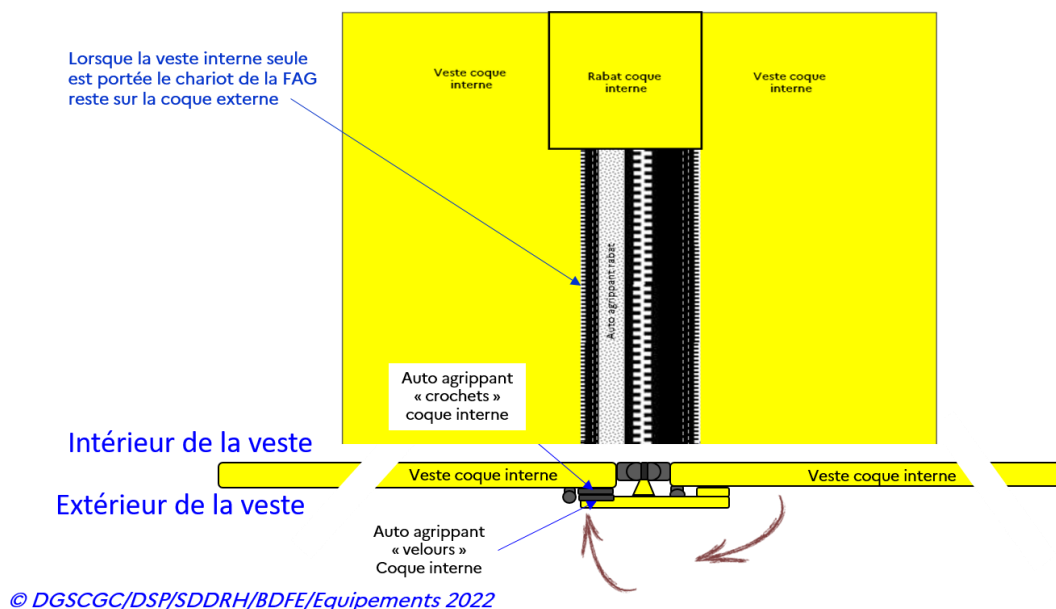 Lorsque la veste interne seule
est portée le chariot de la FAG
reste sur la coque externe
Veste coque
interne
Rabat coque
interne
Veste coque
interne
Auto agrippant rabat
Auto agrippant
« crochets »
coque interne
Intérieur de la veste
Veste coque interne
Veste coque interne
Extérieur de la veste
Auto agrippant
« velours »
Coque interne
© DGSCGC/DSP/SDDRH/BDFE/Equipements 2022